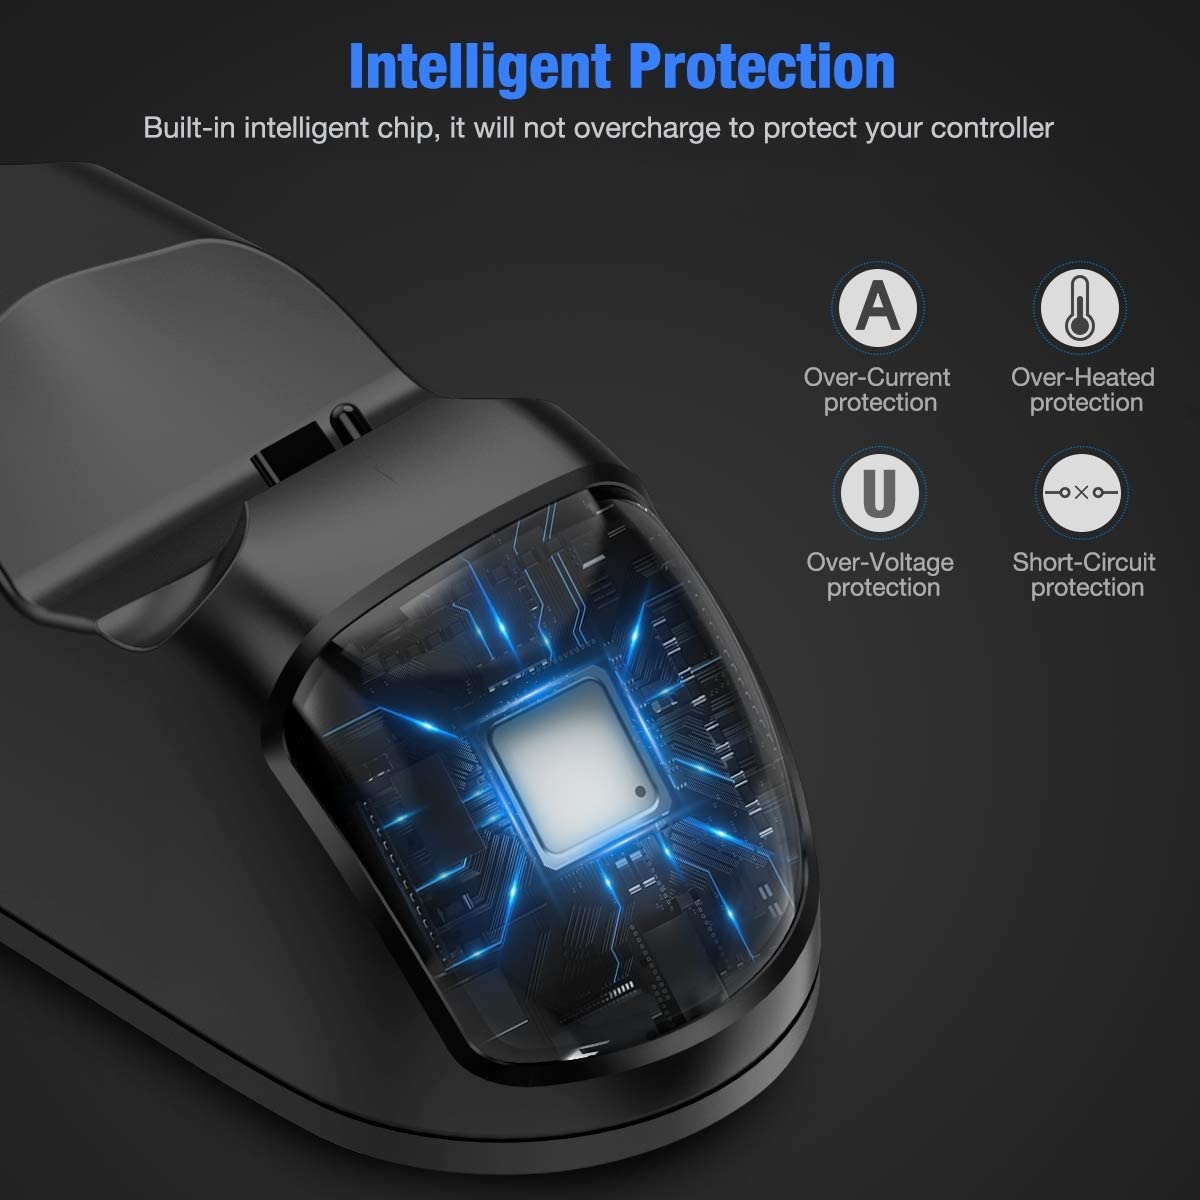 Intelligent Protection
Built-in intelligent chip, it will not overcharge to protect your controller
A
Over-Current
protection
Over-Heated
protection
U
Over-Voltage
protection
Short-Circuit
protection